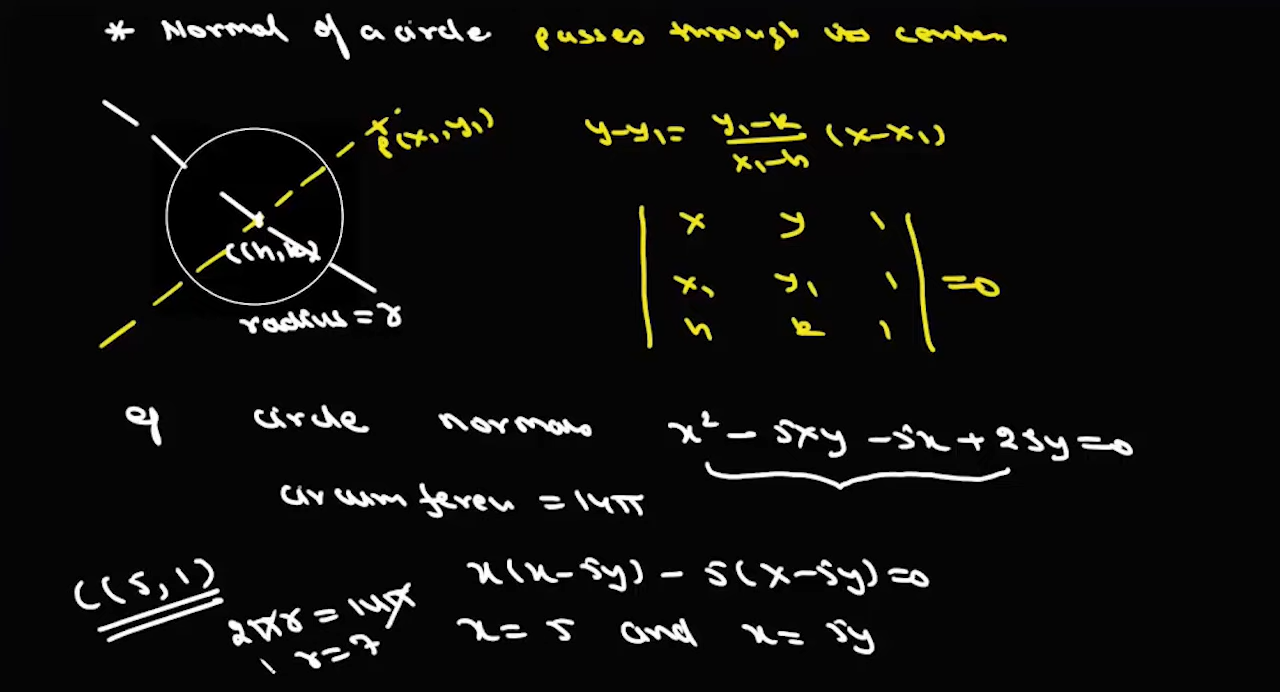 * Normal of a circle passes through its center
P(x₁, y₁)
y-y₁ = y₁-k / x₁-h (x-x₁)
C(h, k)
radius = r
| x y 1 |
| x₁ y₁ 1 | = 0
| h k 1 |
eg circle normals x² - 5xy - 5x + 25y = 0
circumferen = 14π
x(x-5y) - 5(x-5y) = 0
C(5, 1)
2πr = 14π
r = 7
x = 5 and x = 5y